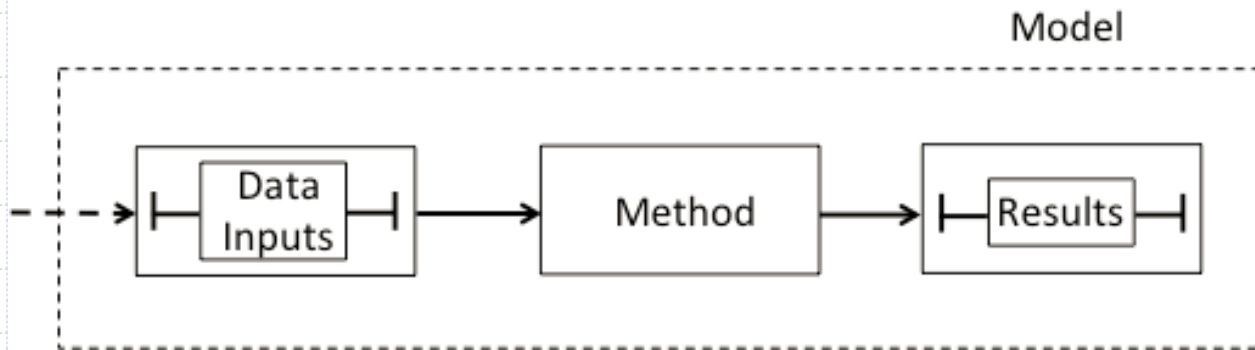 Model
Data
Inputs
Method
Results